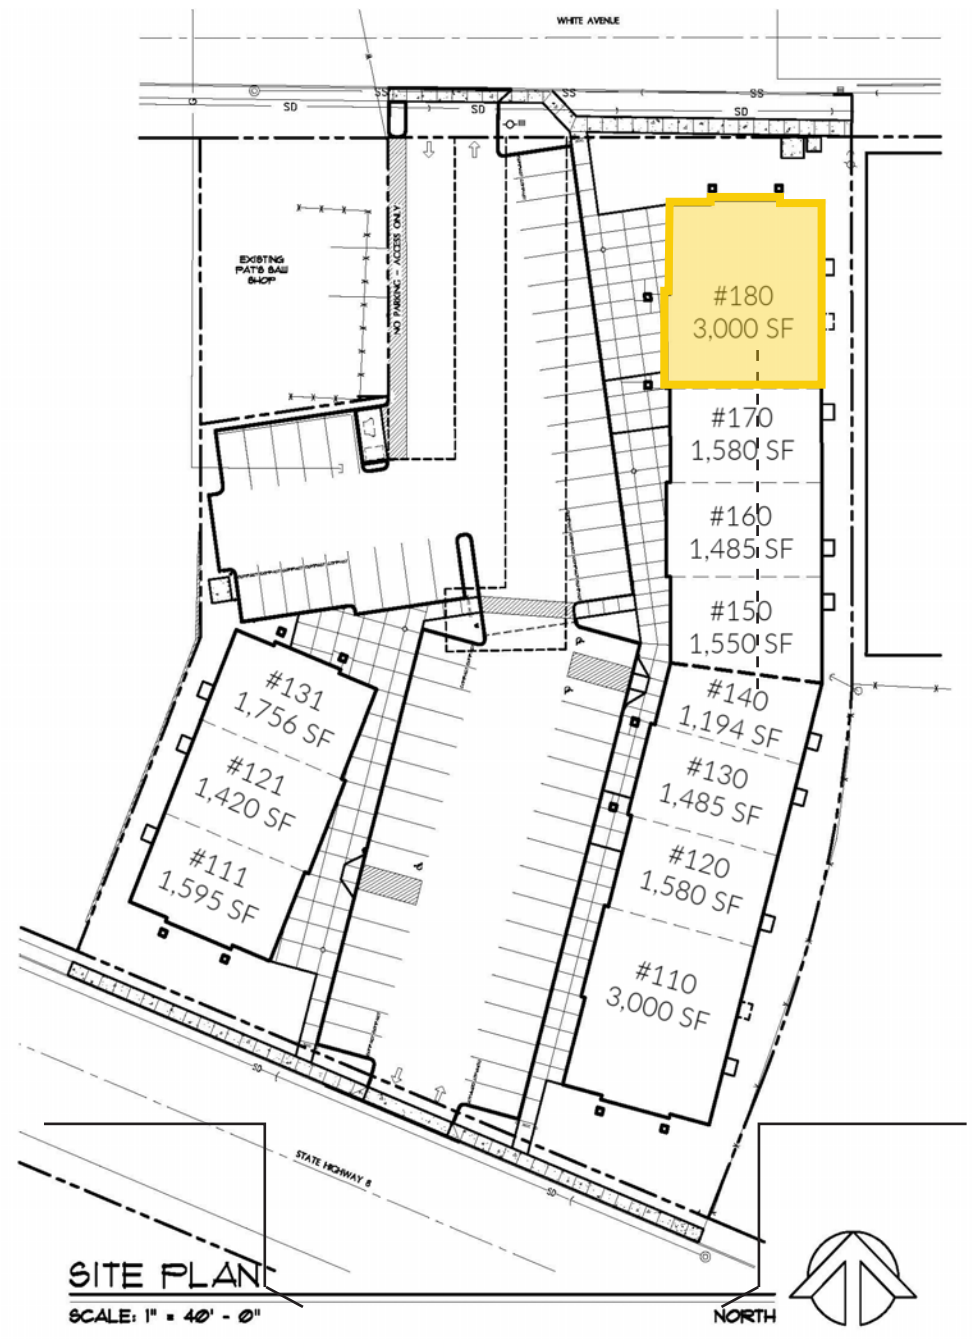 WHITE AVENUE
SS
SS
SS
SD
SD
SD
G
NO PARKING - ACCESS ONLY
EXISTING
PAT'S SAW
SHOP
#180
3,000 SF
#170
1,580 SF
#160
1,485 SF
#150
1,550 SF
#140
1,194 SF
#130
1,485 SF
#120
1,580 SF
#110
3,000 SF
#131
1,756 SF
#121
1,420 SF
#111
1,595 SF
SD
STATE HIGHWAY 8
SD
SITE PLAN
SCALE: 1" = 40' - 0"
NORTH